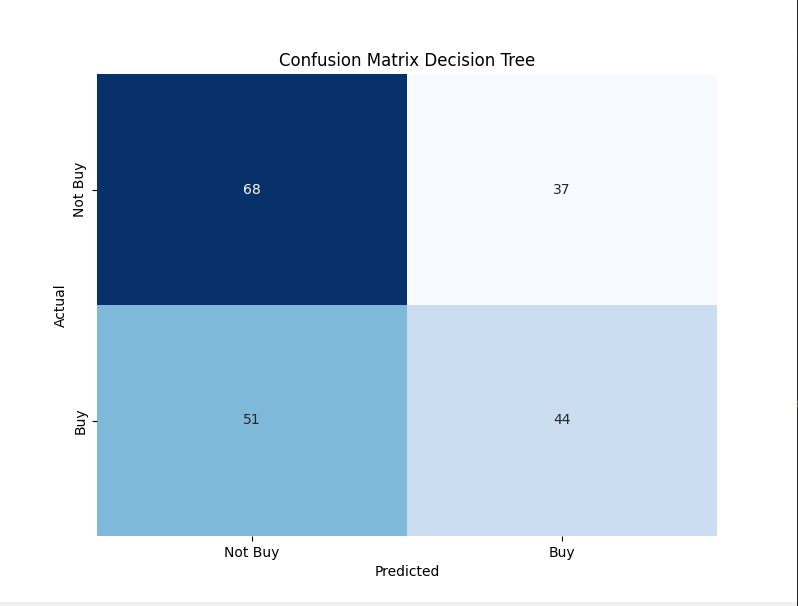 Confusion Matrix Decision Tree
Not Buy
68
37
Actual
Buy
51
44
Not Buy
Buy
Predicted